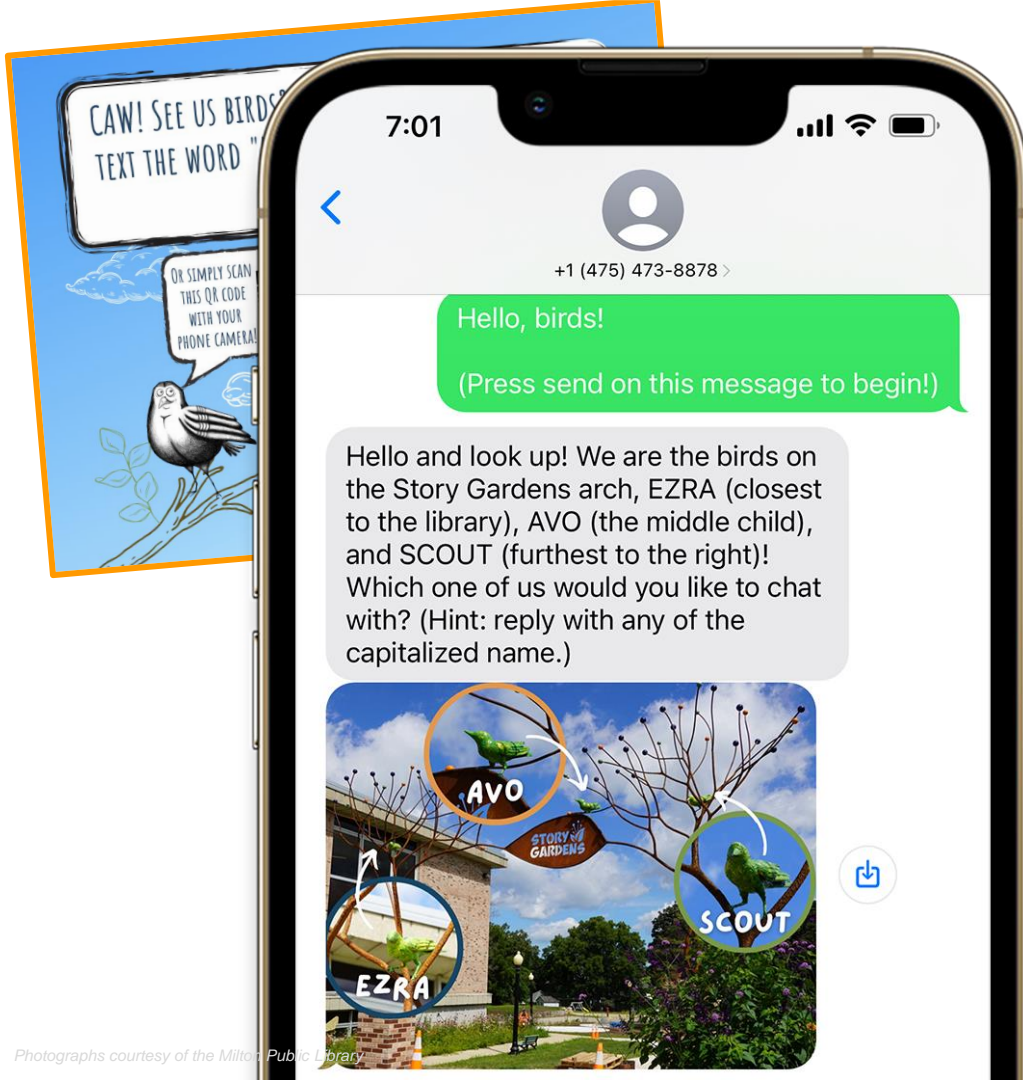 CAW! SEE US BIRDS
TEXT THE WORD "
OR SIMPLY SCAN
THIS QR CODE
WITH YOUR
PHONE CAMERA!
7:01
+1 (475) 473-8878
Hello, birds!
(Press send on this message to begin!)
Hello and look up! We are the birds on
the Story Gardens arch, EZRA (closest
to the library), AVO (the middle child),
and SCOUT (furthest to the right)!
Which one of us would you like to chat
with? (Hint: reply with any of the
capitalized name.)
AVO
STORY
GARDENS
SCOUT
EZRA
Photographs courtesy of the Milton Public Library